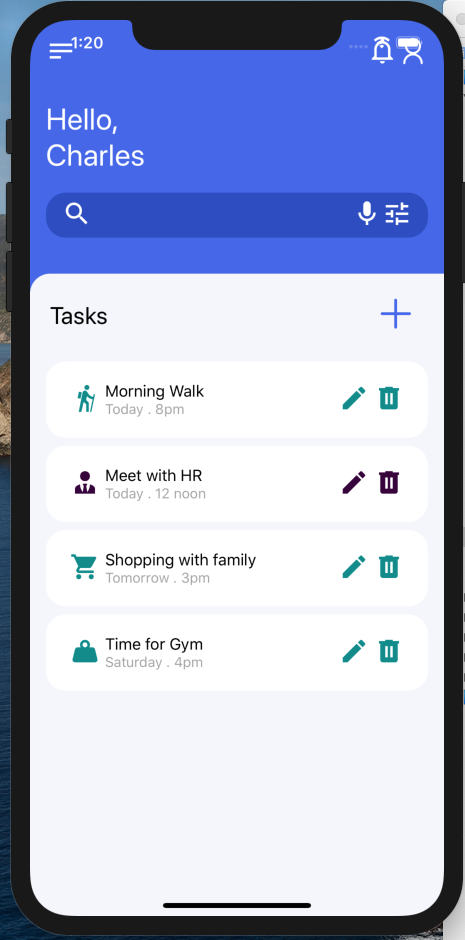 1:20
Hello,
Charles
Tasks
Morning Walk
Today . 8pm
Meet with HR
Today . 12 noon
Shopping with family
Tomorrow . 3pm
Time for Gym
Saturday . 4pm